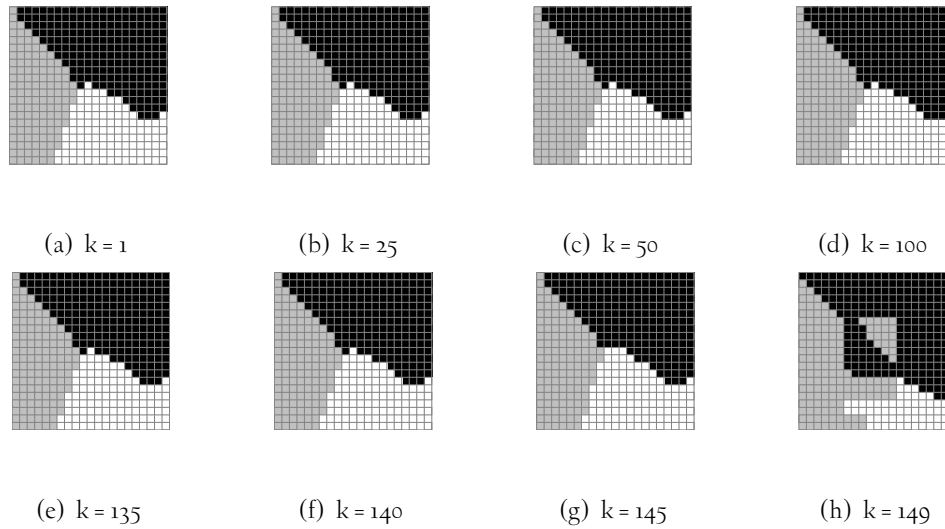 (a) k = 1
(b) k = 25
(c) k = 50
(d) k = 100
(e) k = 135
(f) k = 140
(g) k = 145
(h) k = 149